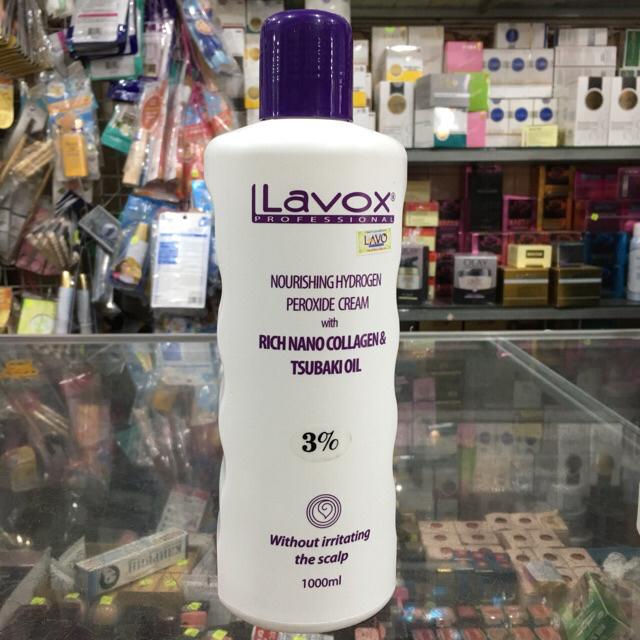 Lavox®
PROFESSIONAL
LAVO
NOURISHING HYDROGEN
PEROXIDE CREAM
with
RICH NANO COLLAGEN &
TSUBAKI OIL
3%
Without irritating
the scalp
1000ml
OLAY